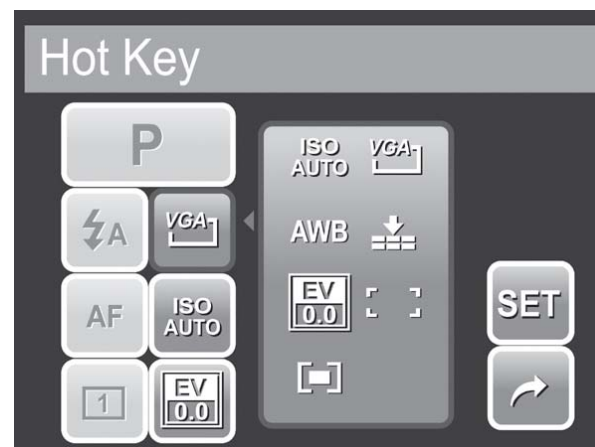 Hot Key
P
ISO
AUTO
VGA
A
VGA
AWB
EV
0.0
AF
ISO
AUTO
SET
1
EV
0.0